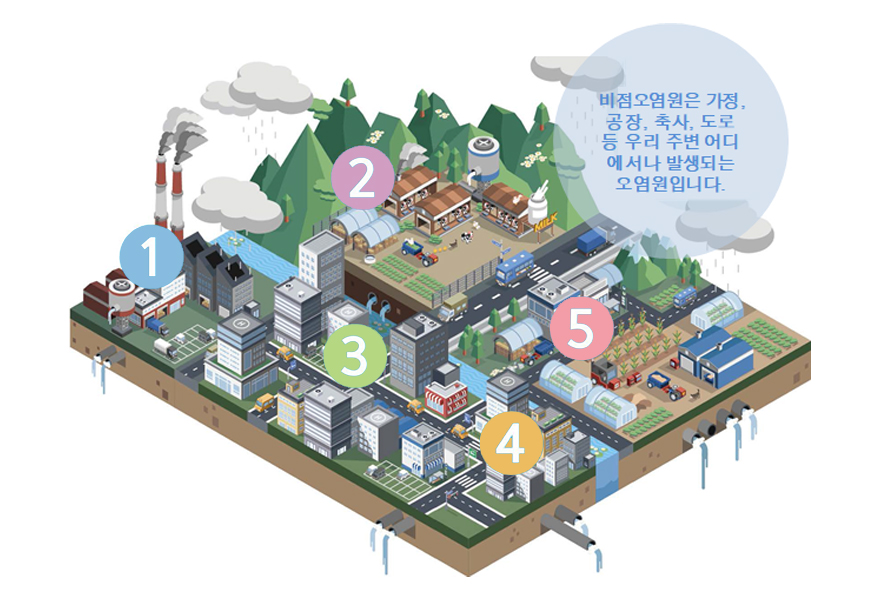 비점오염원은 가정,
공장, 축사, 도로
등 우리 주변 어디
에서나 발생되는
오염원입니다.
2
1
MILK
5
3
4